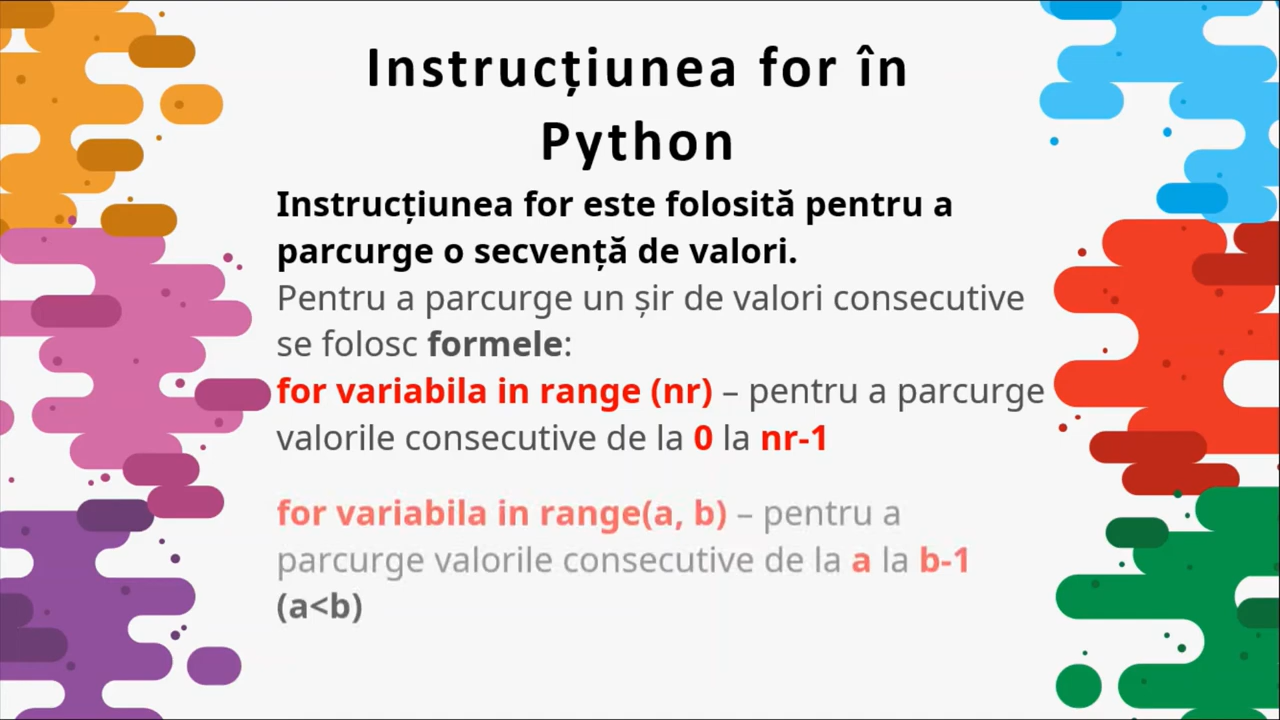 Instrucțiunea for în
Python
Instrucțiunea for este folosită pentru a
parcurge o secvență de valori.
Pentru a parcurge un șir de valori consecutive
se folosc formele:
for variabila in range (nr) – pentru a parcurge
valorile consecutive de la 0 la nr-1
for variabila in range(a, b) – pentru a
parcurge valorile consecutive de la a la b-1
(a<b)